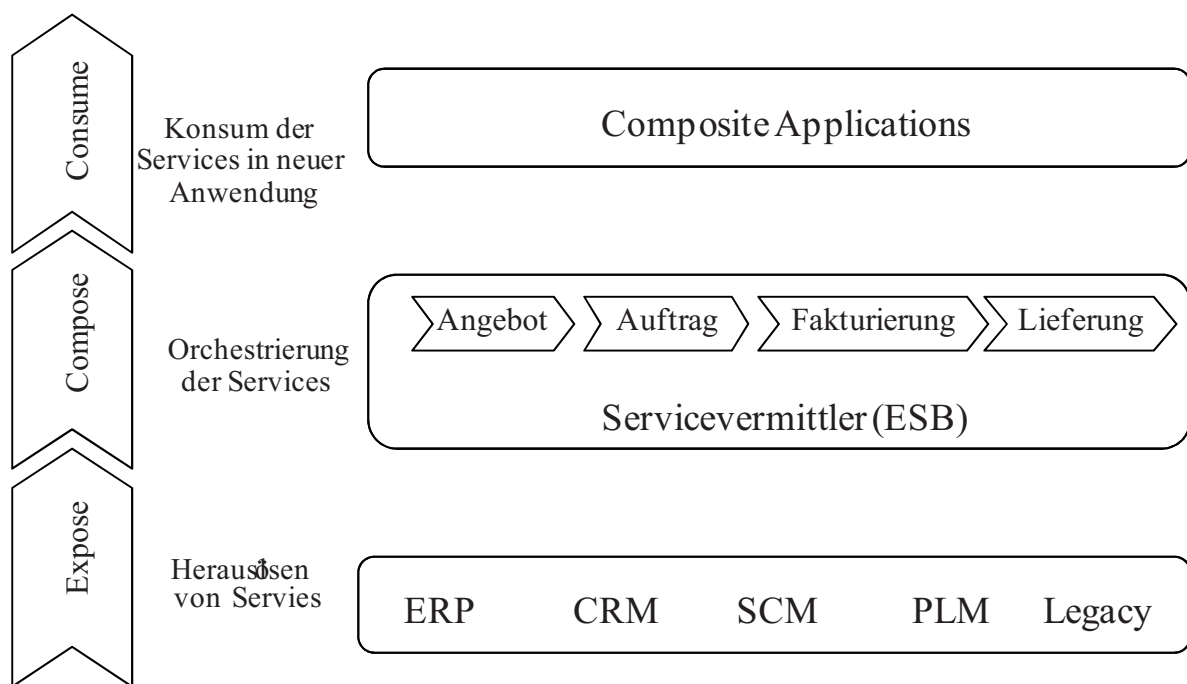 Consume
Konsum der
Services in neuer
Anwendung
Composite Applications
Compose
Orchestrierung
der Services
Angebot
Auftrag
Fakturierung
Lieferung
Servicevermittler (ESB)
Expose
von Servies
ERP
CRM
SCM
PLM
Legacy